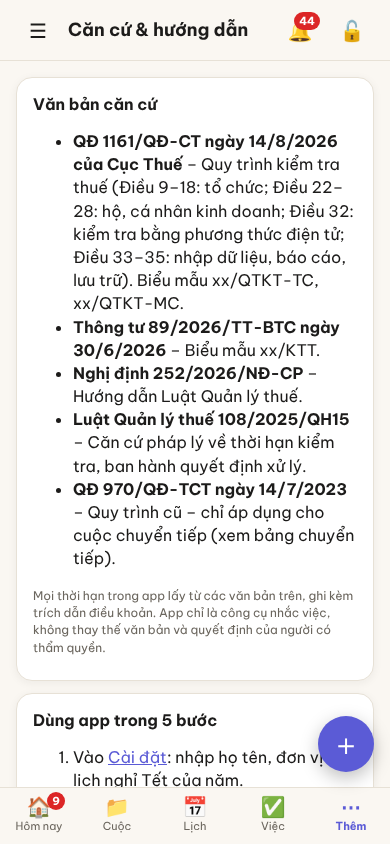 Căn cứ & hướng dẫn
44
Văn bản căn cứ
• QĐ 1161/QĐ-CT ngày 14/8/2026
của Cục Thuế – Quy trình kiểm tra
thuế (Điều 9–18: tổ chức; Điều 22–
28: hộ, cá nhân kinh doanh; Điều 32:
kiểm tra bằng phương thức điện tử;
Điều 33–35: nhập dữ liệu, báo cáo,
lưu trữ). Biểu mẫu xx/QTKT-TC,
xx/QTKT-MC.
• Thông tư 89/2026/TT-BTC ngày
30/6/2026 – Biểu mẫu xx/KTT.
• Nghị định 252/2026/NĐ-CP –
Hướng dẫn Luật Quản lý thuế.
• Luật Quản lý thuế 108/2025/QH15
– Căn cứ pháp lý về thời hạn kiểm
tra, ban hành quyết định xử lý.
• QĐ 970/QĐ-TCT ngày 14/7/2023
– Quy trình cũ – chỉ áp dụng cho
cuộc chuyển tiếp (xem bảng chuyển
tiếp).
Mọi thời hạn trong app lấy từ các văn bản trên, ghi kèm
trích dẫn điều khoản. App chỉ là công cụ nhắc việc,
không thay thế văn bản và quyết định của người có
thẩm quyền.
Dùng app trong 5 bước
1. Vào Cài đặt: nhập họ tên, đơn
lịch nghỉ Tết của năm.
+
9
Hôm nay
Cuộc
Lịch
Việc
Thêm